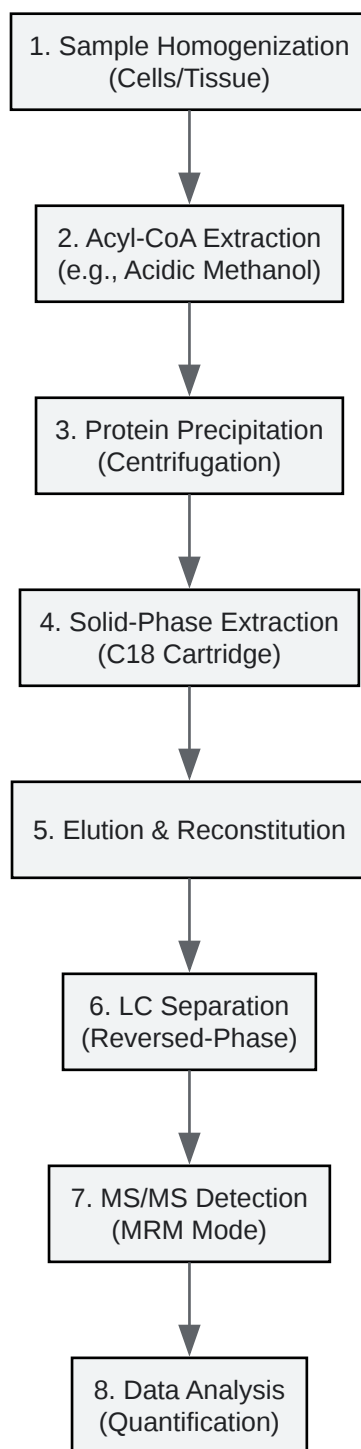 1. Sample Homogenization
(Cells/Tissue)
2. Acyl-CoA Extraction
(e.g., Acidic Methanol)
3. Protein Precipitation
(Centrifugation)
4. Solid-Phase Extraction
(C18 Cartridge)
5. Elution & Reconstitution
6. LC Separation
(Reversed-Phase)
7. MS/MS Detection
(MRM Mode)
8. Data Analysis
(Quantification)